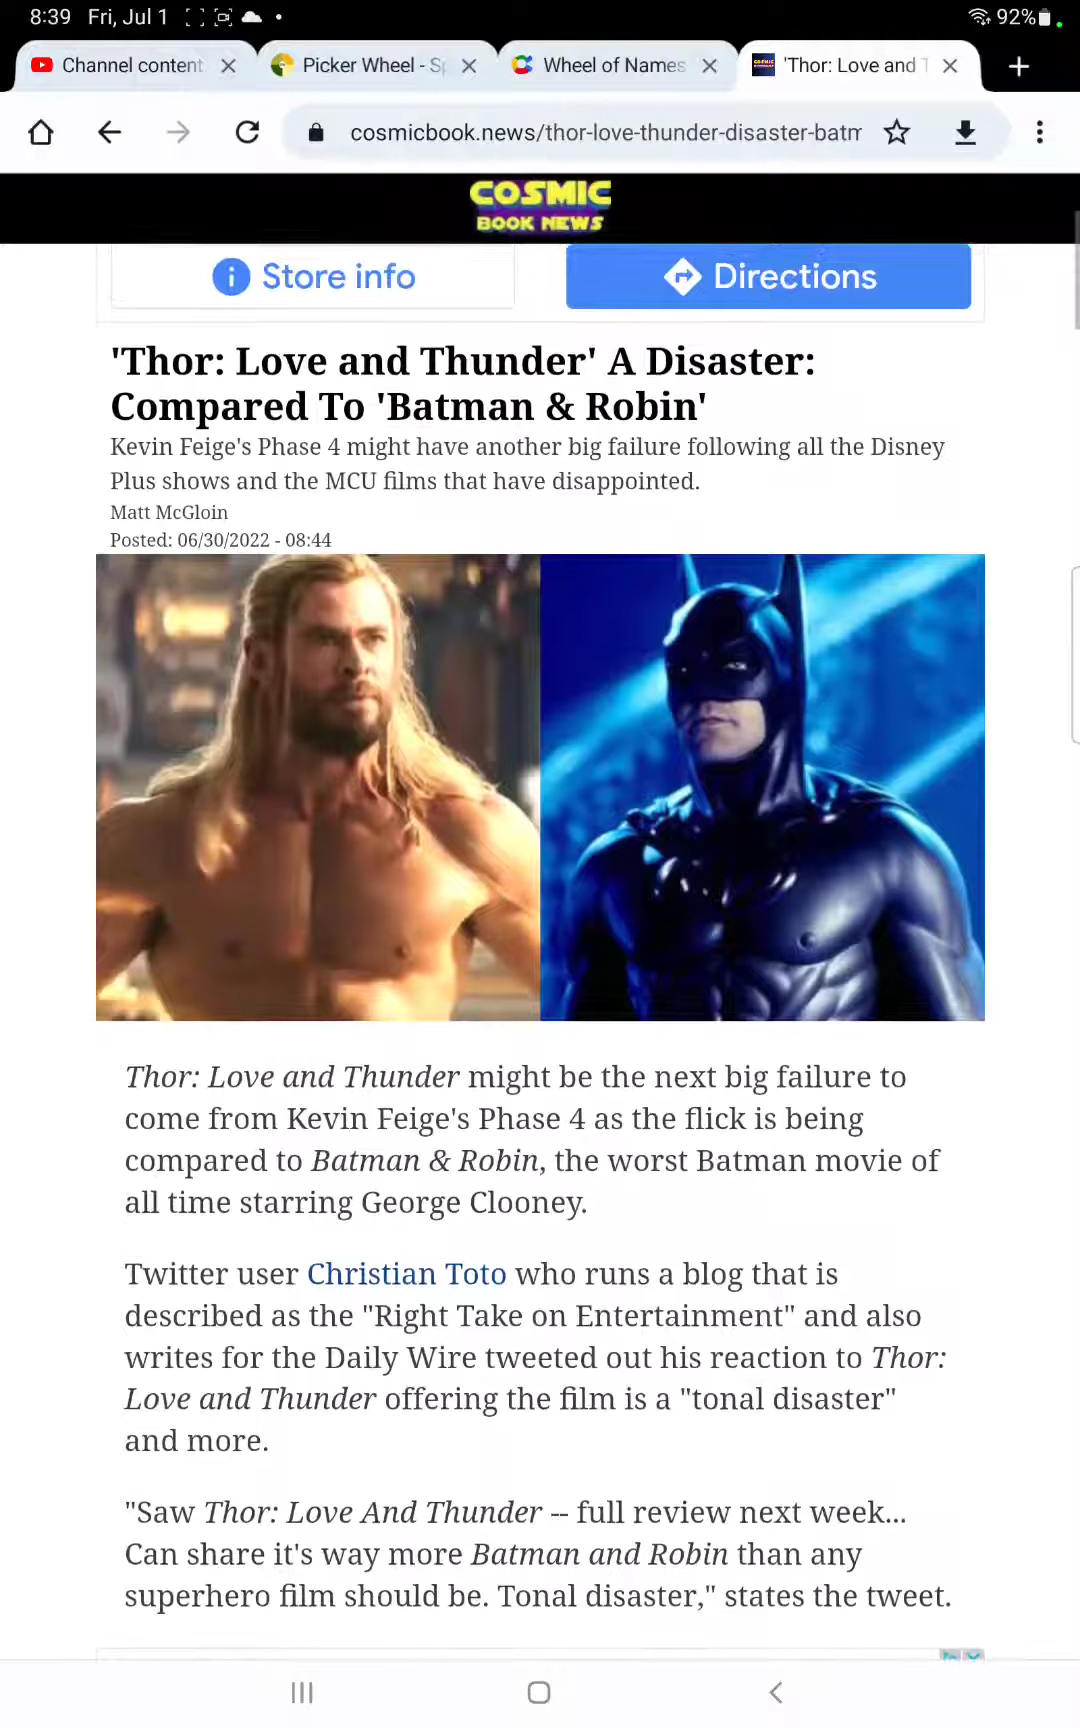 8:39 Fri, Jul 1
92%
Channel content
Picker Wheel - S
Wheel of Names
'Thor: Love and T
cosmicbook.news/thor-love-thunder-disaster-batm
COSMIC
BOOK NEWS
Store info
Directions
'Thor: Love and Thunder' A Disaster:
Compared To 'Batman & Robin'
Kevin Feige's Phase 4 might have another big failure following all the Disney
Plus shows and the MCU films that have disappointed.
Matt McGloin
Posted: 06/30/2022 - 08:44
Thor: Love and Thunder might be the next big failure to
come from Kevin Feige's Phase 4 as the flick is being
compared to Batman & Robin, the worst Batman movie of
all time starring George Clooney.
Twitter user Christian Toto who runs a blog that is
described as the "Right Take on Entertainment" and also
writes for the Daily Wire tweeted out his reaction to Thor:
Love and Thunder offering the film is a "tonal disaster"
and more.
"Saw Thor: Love And Thunder -- full review next week...
Can share it's way more Batman and Robin than any
superhero film should be. Tonal disaster," states the tweet.